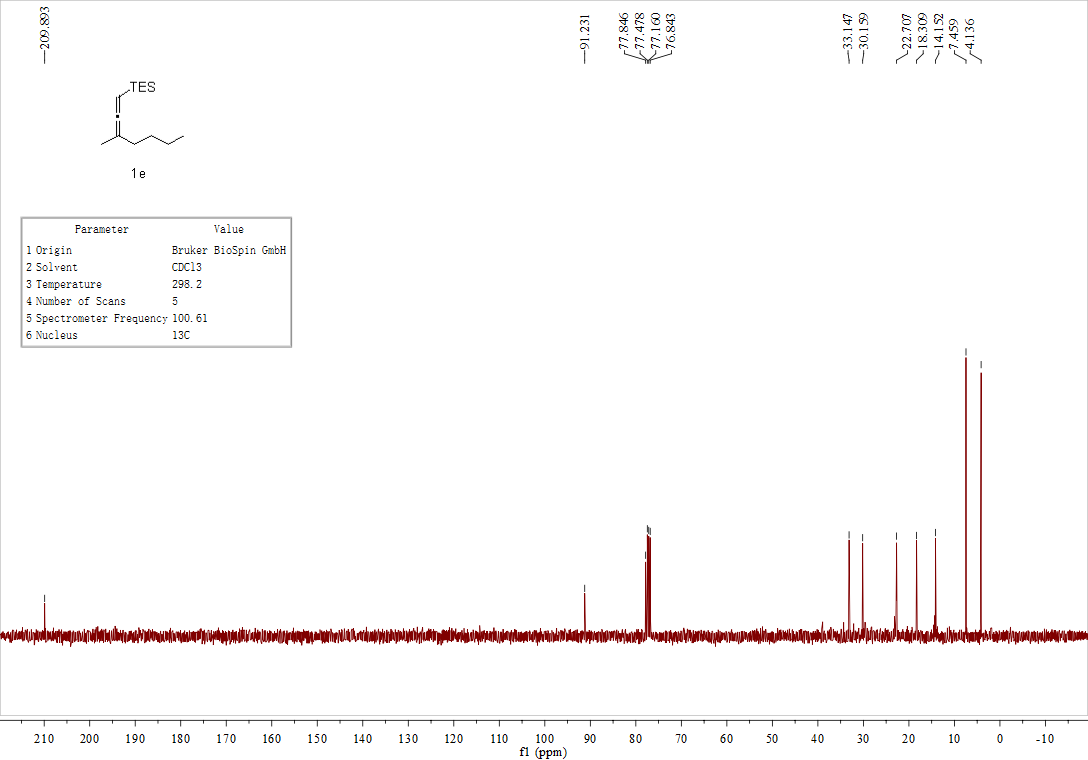 209.893
91.231
77.846
77.478
77.160
76.843
33.147
30.159
22.707
18.309
14.152
7.459
4.136
TES
1e
Parameter Value
1 Origin Bruker BioSpin GmbH
2 Solvent CDCl3
3 Temperature 298.2
4 Number of Scans 5
5 Spectrometer Frequency 100.61
6 Nucleus 13C
210 200 190 180 170 160 150 140 130 120 110 100 90 80 70 60 50 40 30 20 10 0 -10
f1 (ppm)